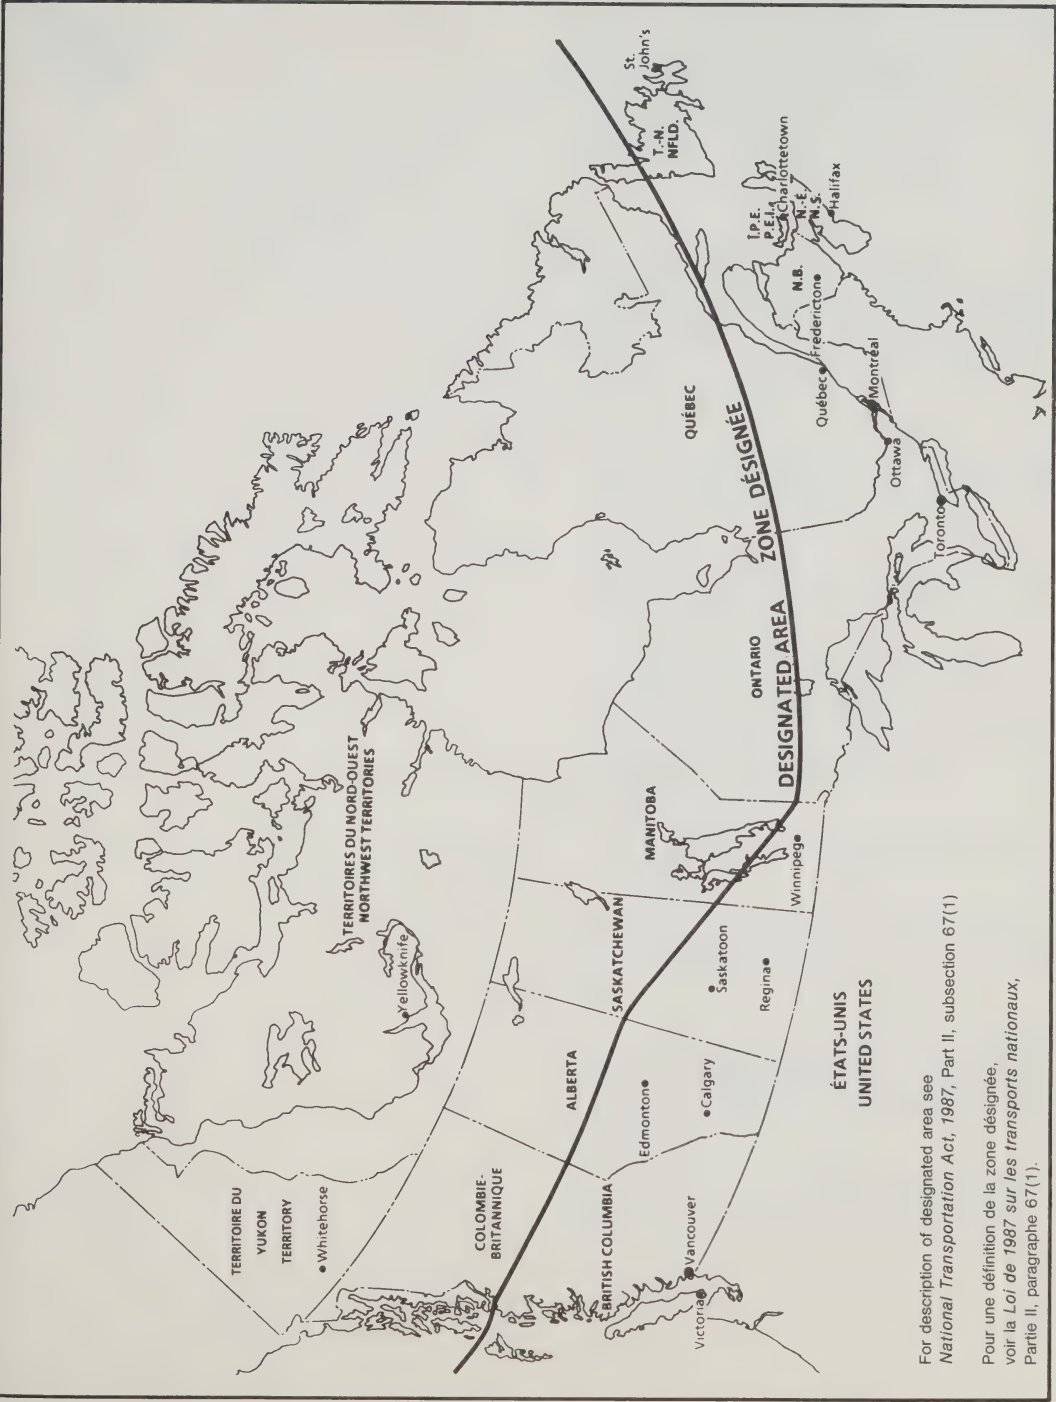 TERRITOIRE DU
YUKON
TERRITORY
Whitehorse
TERRITOIRES DU NORD-OUEST
NORTHWEST TERRITORIES
Yellowknife
COLOMBIE-
BRITANNIQUE
BRITISH COLUMBIA
Victoria
Vancouver
ALBERTA
Edmonton
Calgary
SASKATCHEWAN
Saskatoon
Regina
MANITOBA
Winnipeg
ONTARIO
DESIGNATED AREA
ZONE DÉSIGNÉE
Toronto
Ottawa
QUÉBEC
Québec
Montréal
N.B.
Fredericton
Î.P.É.
P.E.I.
Charlottetown
N.-É.
N.S.
Halifax
T.-N.
NFLD.
St.
John's
ÉTATS-UNIS
UNITED STATES
For description of designated area see
National Transportation Act, 1987, Part II, subsection 67(1)
Pour une définition de la zone désignée,
voir la Loi de 1987 sur les transports nationaux,
Partie II, paragraphe 67(1).